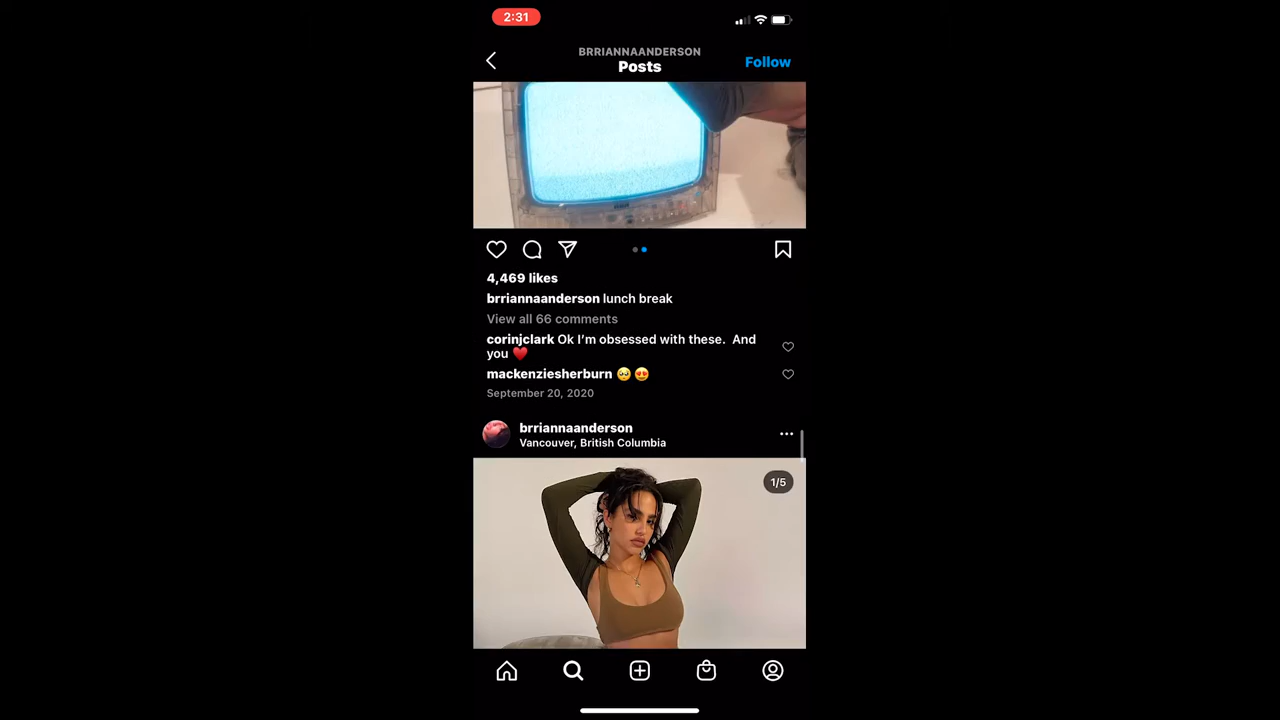 2:31
BRRIANNAANDERSON
Posts
Follow
4,469 likes
brriannaanderson lunch break
View all 66 comments
corinjclark Ok I’m obsessed with these.  And
you ❤️
mackenziesherburn 🥺 😍
September 20, 2020
brriannaanderson
Vancouver, British Columbia
1/5